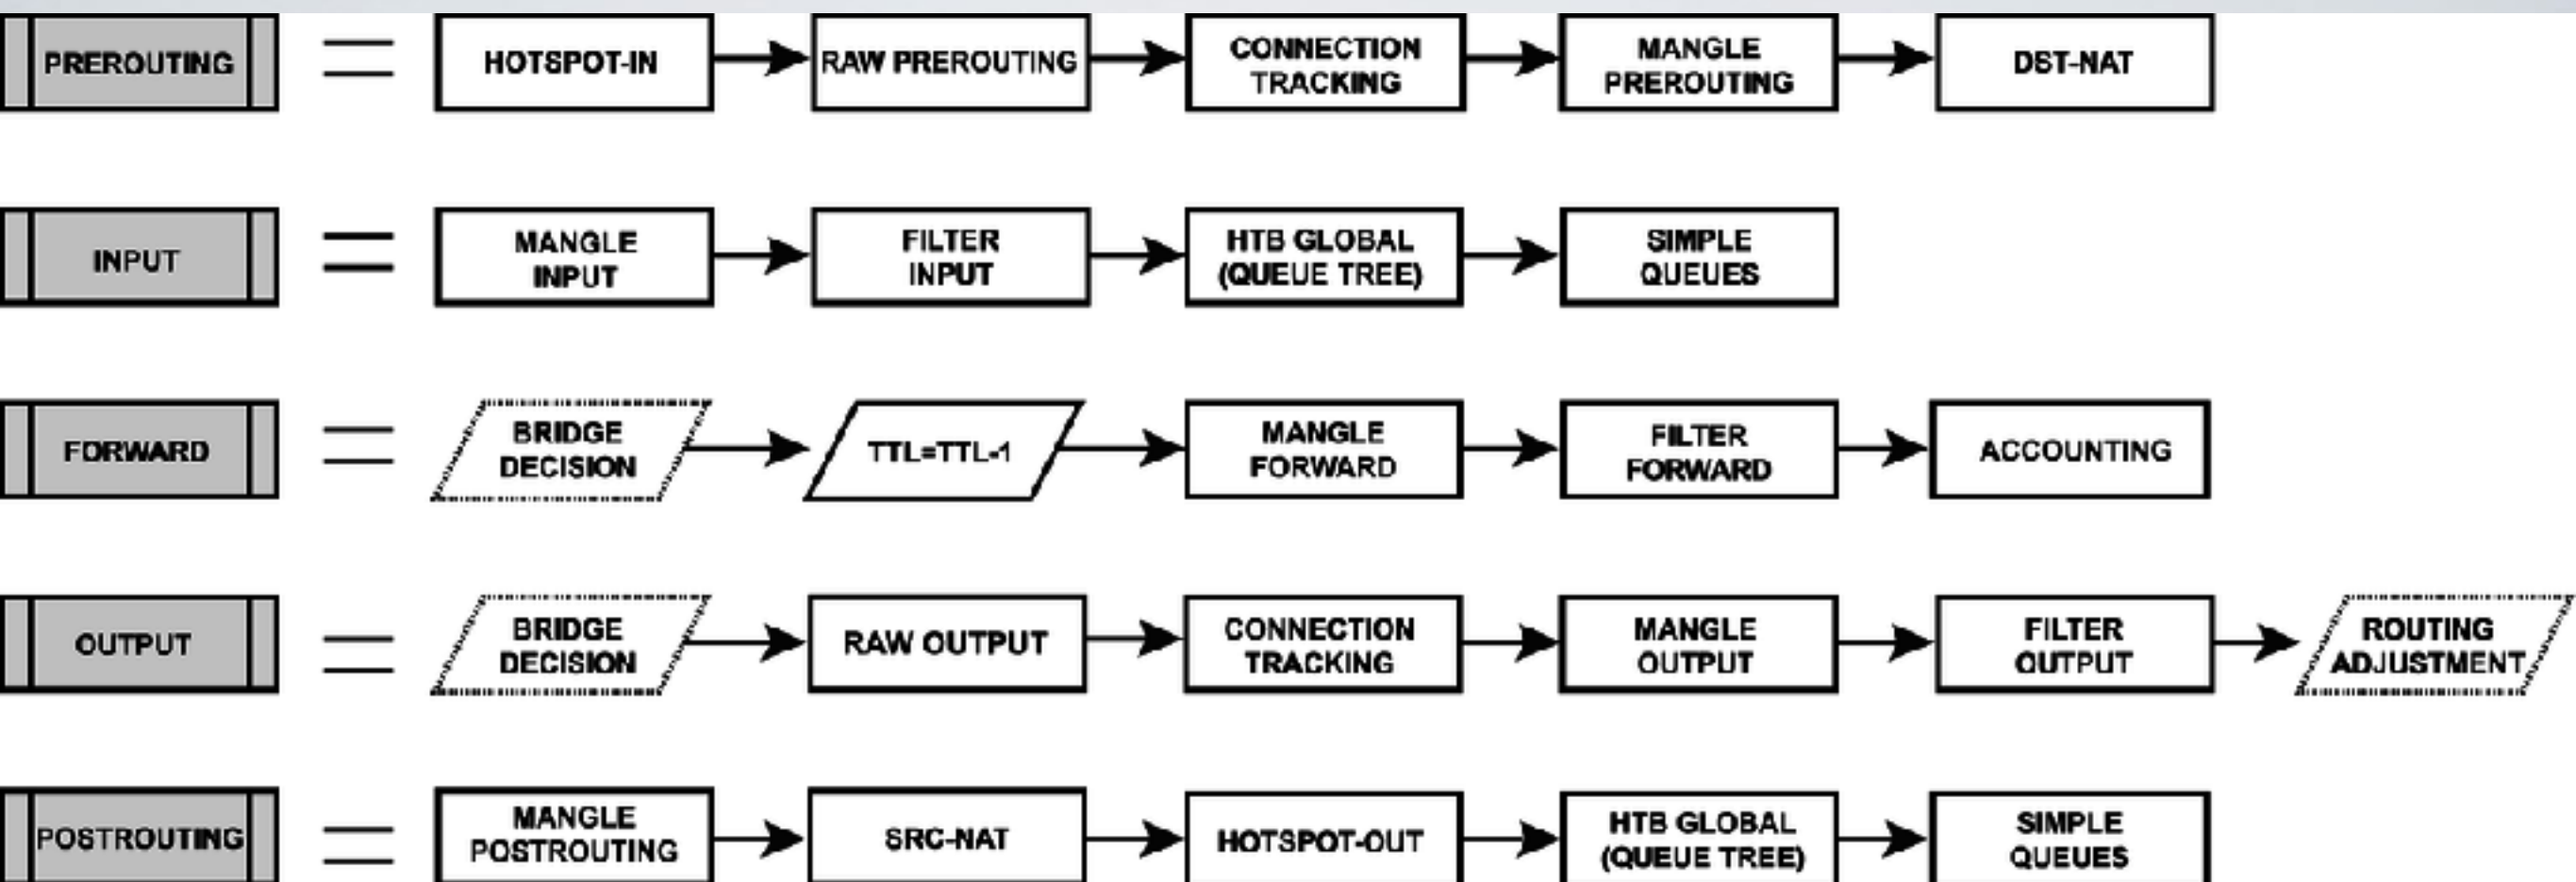 PREROUTING
HOTSPOT-IN
RAW PREROUTING
CONNECTION
TRACKING
MANGLE
PREROUTING
DST-NAT
INPUT
MANGLE
INPUT
FILTER
INPUT
HTB GLOBAL
(QUEUE TREE)
SIMPLE
QUEUES
FORWARD
BRIDGE
DECISION
TTL=TTL-1
MANGLE
FORWARD
FILTER
FORWARD
ACCOUNTING
OUTPUT
BRIDGE
DECISION
RAW OUTPUT
CONNECTION
TRACKING
MANGLE
OUTPUT
FILTER
OUTPUT
ROUTING
ADJUSTMENT
POSTROUTING
MANGLE
POSTROUTING
SRC-NAT
HOTSPOT-OUT
HTB GLOBAL
(QUEUE TREE)
SIMPLE
QUEUES